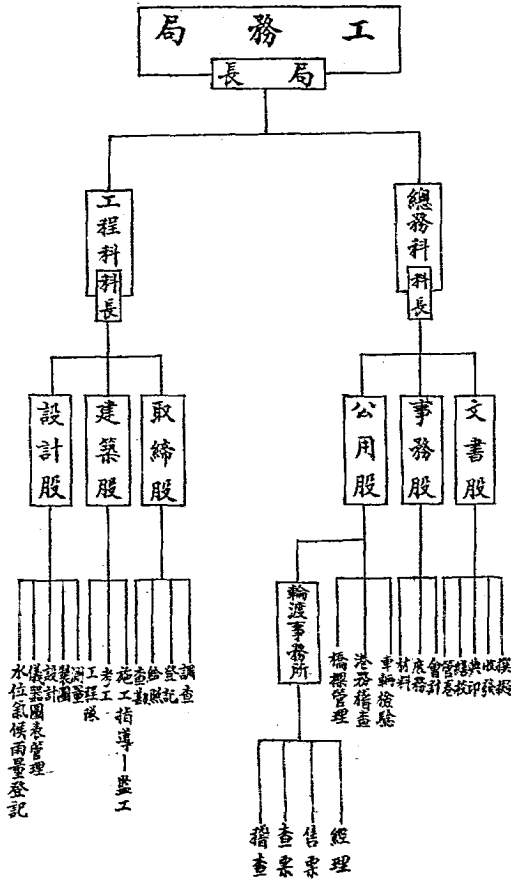 工務局
局長
總務科
科長
工程科
科長
文書股
事務股
公用股
取締股
建築股
設計股
撰擬
收發
典印
繕校
管卷
會計
庶務
材料
車輛檢驗
港務稽查
橋樑管理
輪渡事務所
經理
售票
查票
稽查
調查
登記
給照
查勘
施工指導—監工
考工
工程隊
測量
製圖
設計
儀器圖表管理
水位氣候雨量登記